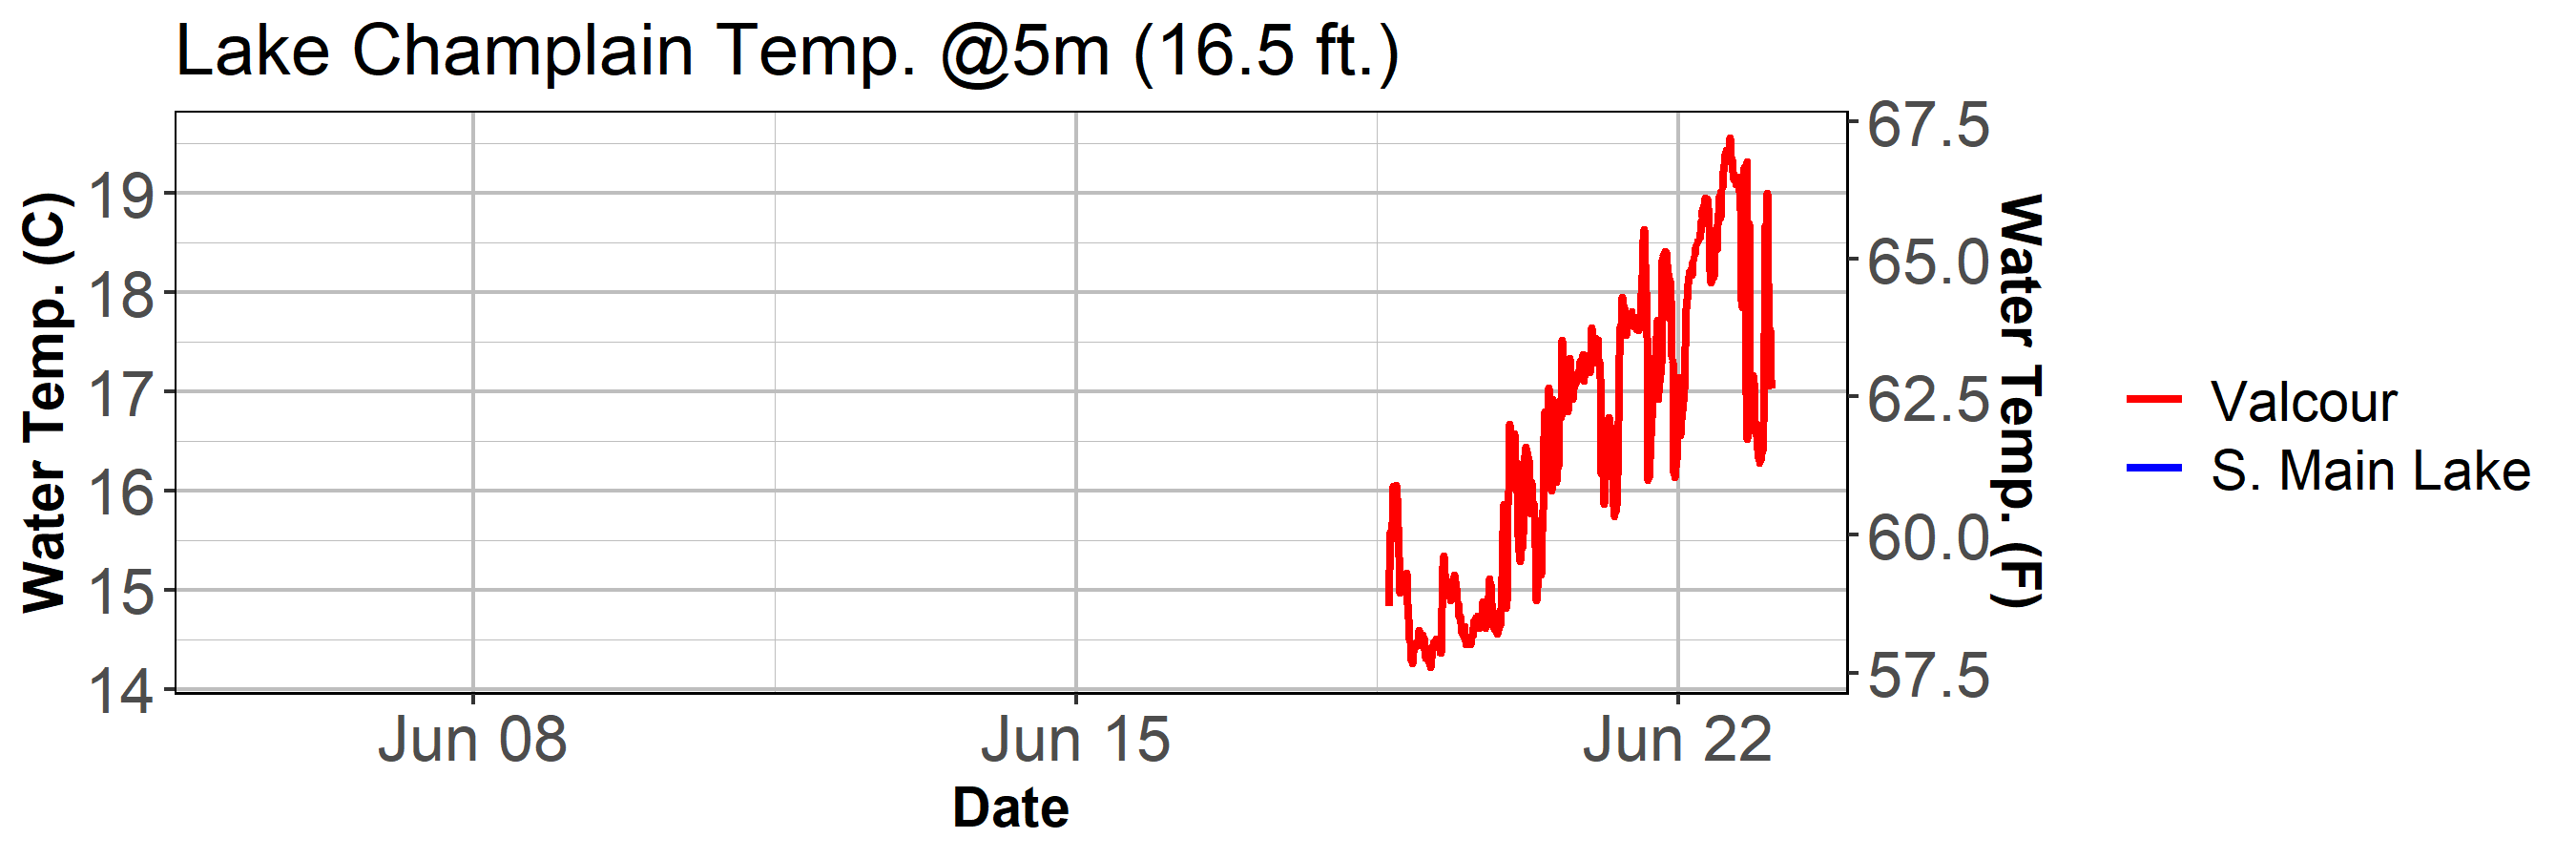 Lake Champlain Temp. @5m (16.5 ft.)
Water Temp. (C)
19
18
17
16
15
14
67.5
65.0
62.5
60.0
57.5
Water Temp. (F)
Jun 08
Jun 15
Jun 22
Date
Valcour
S. Main Lake